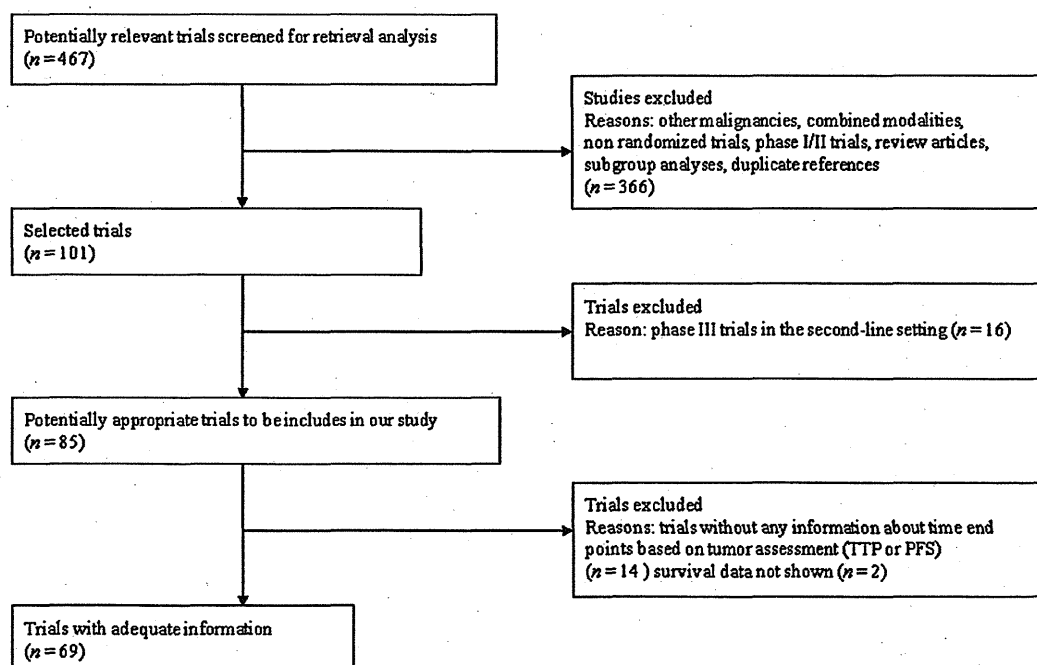 Potentially relevant trials screened for retrieval analysis
(n=467)
Studies excluded
Reasons: other malignancies, combined modalities,
non randomized trials, phase I/II trials, review articles,
subgroup analyses, duplicate references
(n=366)
Selected trials
(n=101)
Trials excluded
Reason: phase III trials in the second-line setting (n=16)
Potentially appropriate trials to be includes in our study
(n=85)
Trials excluded
Reasons: trials without any information about time end
points based on tumor assessment (TTP or PFS)
(n=14 ) survival data not shown (n=2)
Trials with adequate information
(n=69)